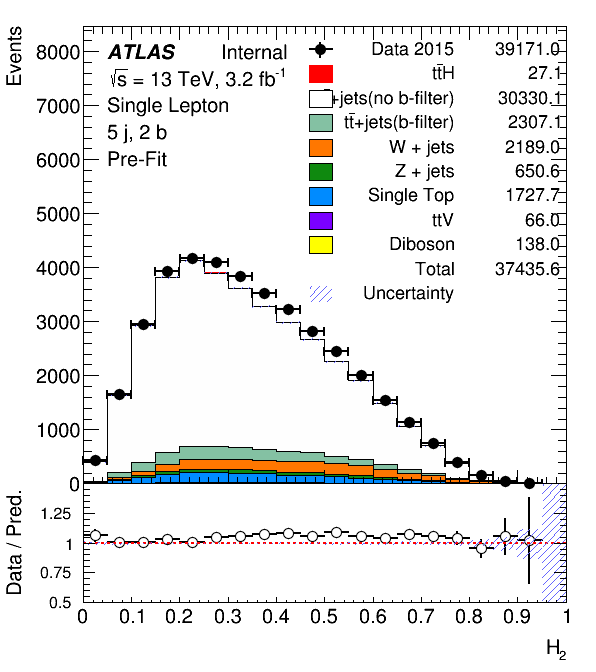 Events
8000
7000
6000
5000
4000
3000
2000
1000
0
ATLAS Internal
√s = 13 TeV, 3.2 fb-1
Single Lepton
5 j, 2 b
Pre-Fit
Data 2015 39171.0
tt̄H 27.1
+jets(no b-filter) 30330.1
tt̄+jets(b-filter) 2307.1
W + jets 2189.0
Z + jets 650.6
Single Top 1727.7
ttV 66.0
Diboson 138.0
Total 37435.6
Uncertainty
Data / Pred.
1.25
1
0.75
0.5
0 0.1 0.2 0.3 0.4 0.5 0.6 0.7 0.8 0.9 1
H2